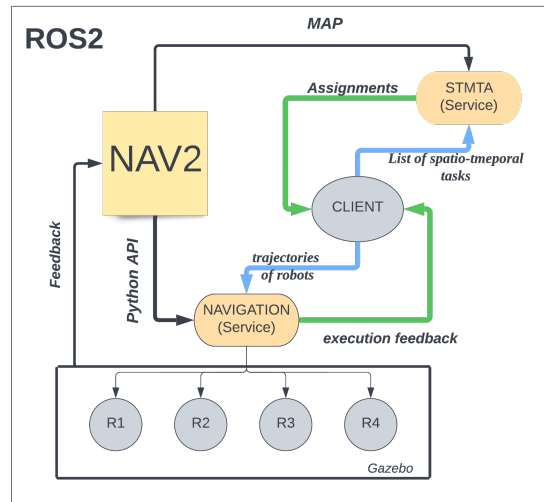 MAP
ROS2
Assignments
STMTA
(Service)
NAV2
List of spatio-tmeporal
tasks
CLIENT
Feedback
Python API
trajectories
of robots
NAVIGATION
(Service)
execution feedback
R1
R2
R3
R4
Gazebo